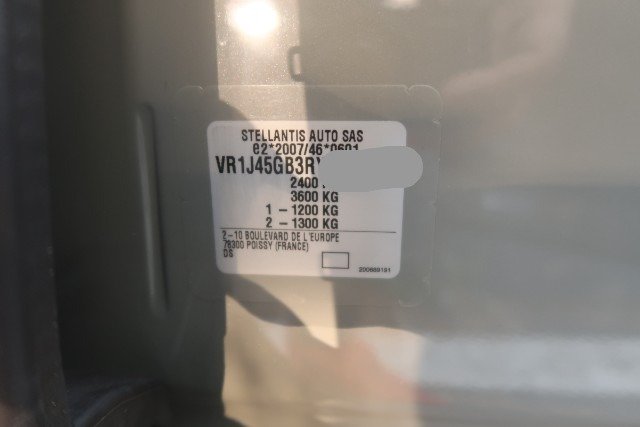 STELLANTIS AUTO SAS
e2*2007/46*0601
VR1J45GB3R
2400
3600 KG
1 - 1200 KG
2 - 1300 KG
2-10 BOULEVARD DE L'EUROPE
78300 POISSY (FRANCE)
DS
200669191